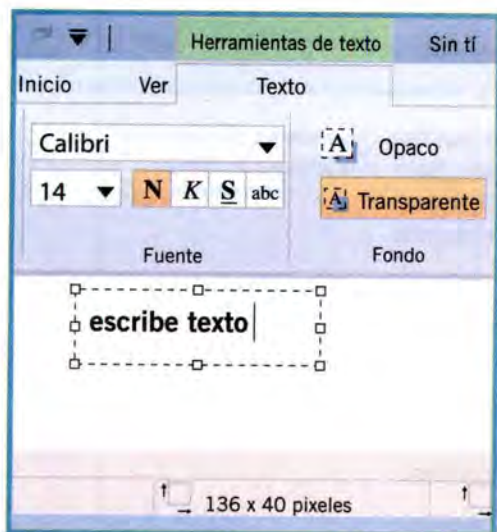 Herramientas de texto Sin tí
Inicio Ver Texto
Calibri A Opaco
14 N K S abc A Transparente
Fuente Fondo
escribe texto
136 x 40 pixeles